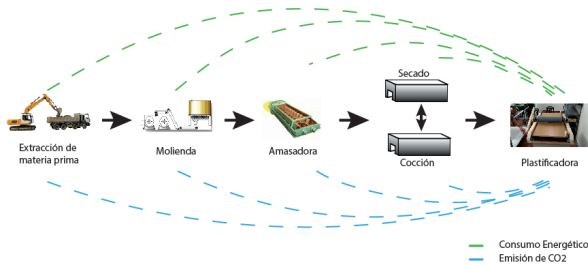 Secado
Extracción de
materia prima
Molienda
Amasadora
Cocción
Plastificadora
Consumo Energético
Emisión de CO2